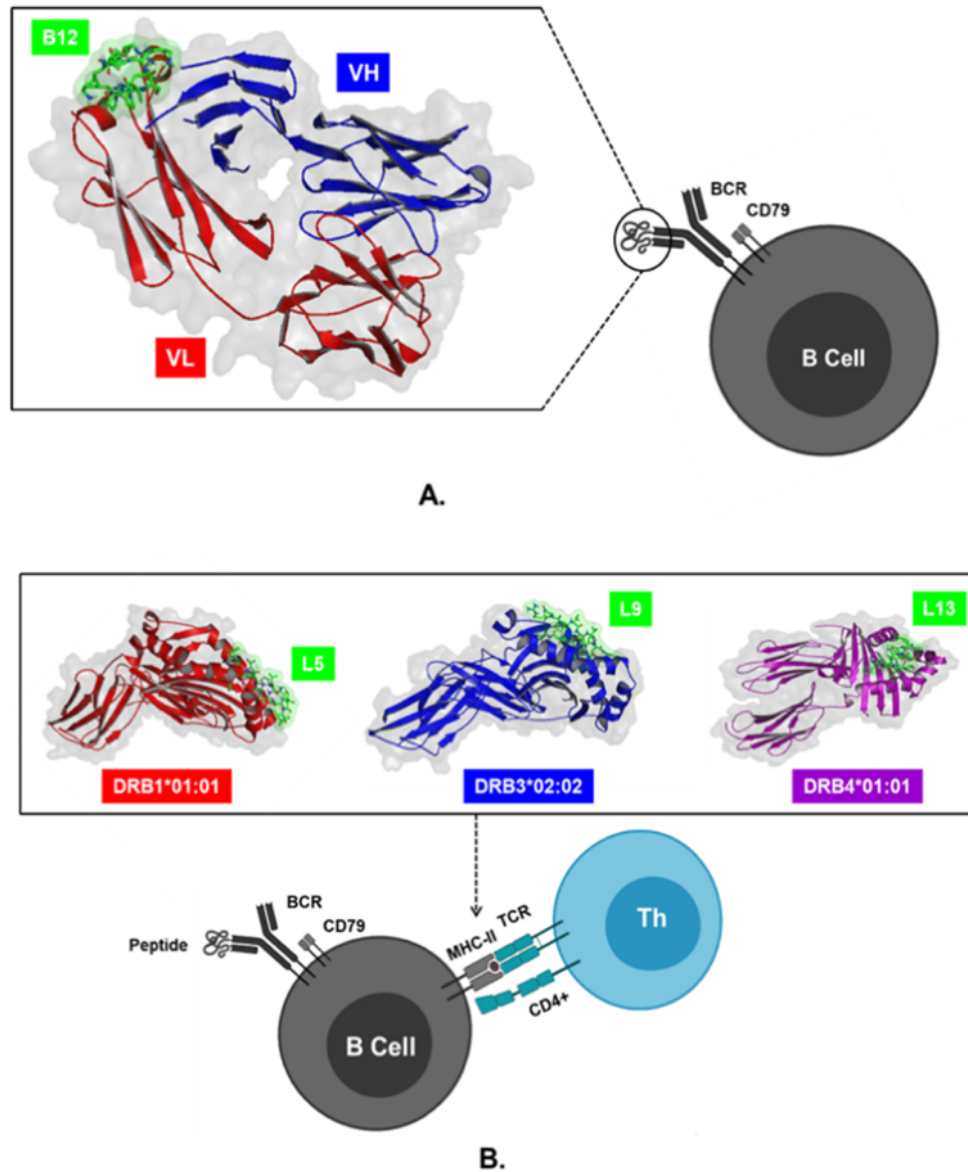 B12
VH
VL
BCR
CD79
B Cell
A.
L5
L9
L13
DRB1*01:01
DRB3*02:02
DRB4*01:01
Peptide
BCR
CD79
MHC-II
TCR
CD4+
Th
B Cell
B.